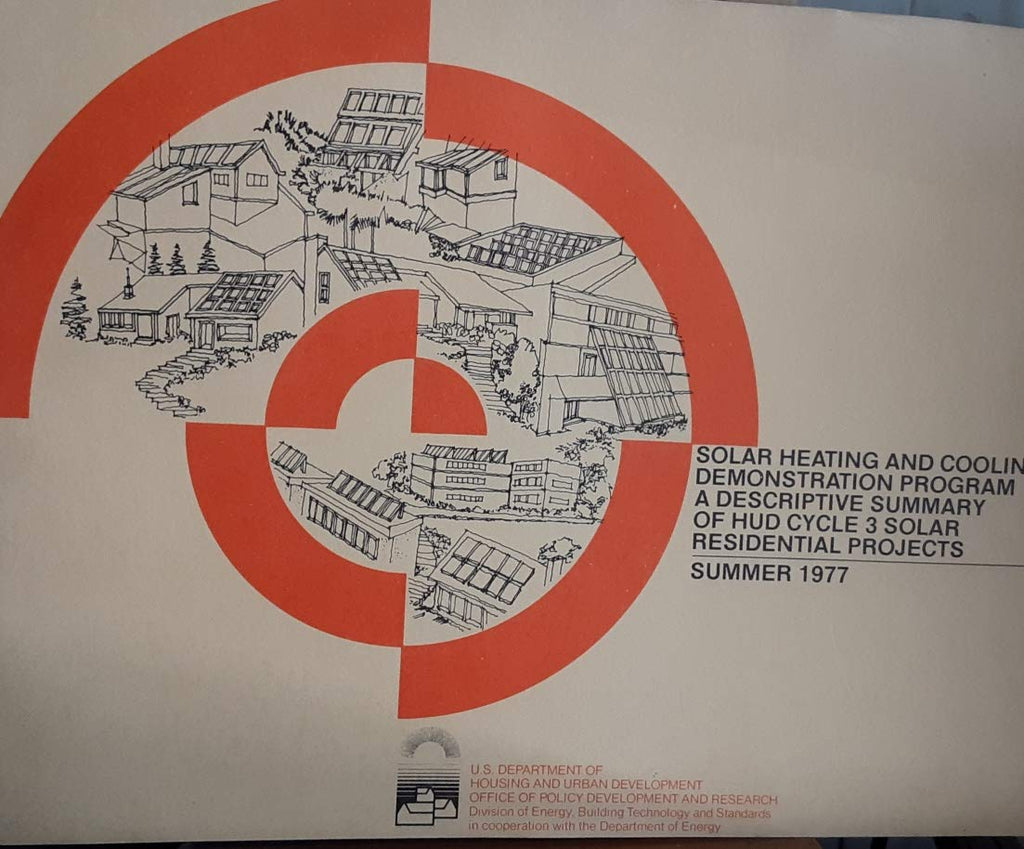 SOLAR HEATING AND COOLIN
DEMONSTRATION PROGRAM
A DESCRIPTIVE SUMMARY
OF HUD CYCLE 3 SOLAR
RESIDENTIAL PROJECTS
SUMMER 1977
U.S. DEPARTMENT OF
HOUSING AND URBAN DEVELOPMENT
OFFICE OF POLICY DEVELOPMENT AND RESEARCH
Division of Energy, Building Technology and Standards
in cooperation with the Department of Energy